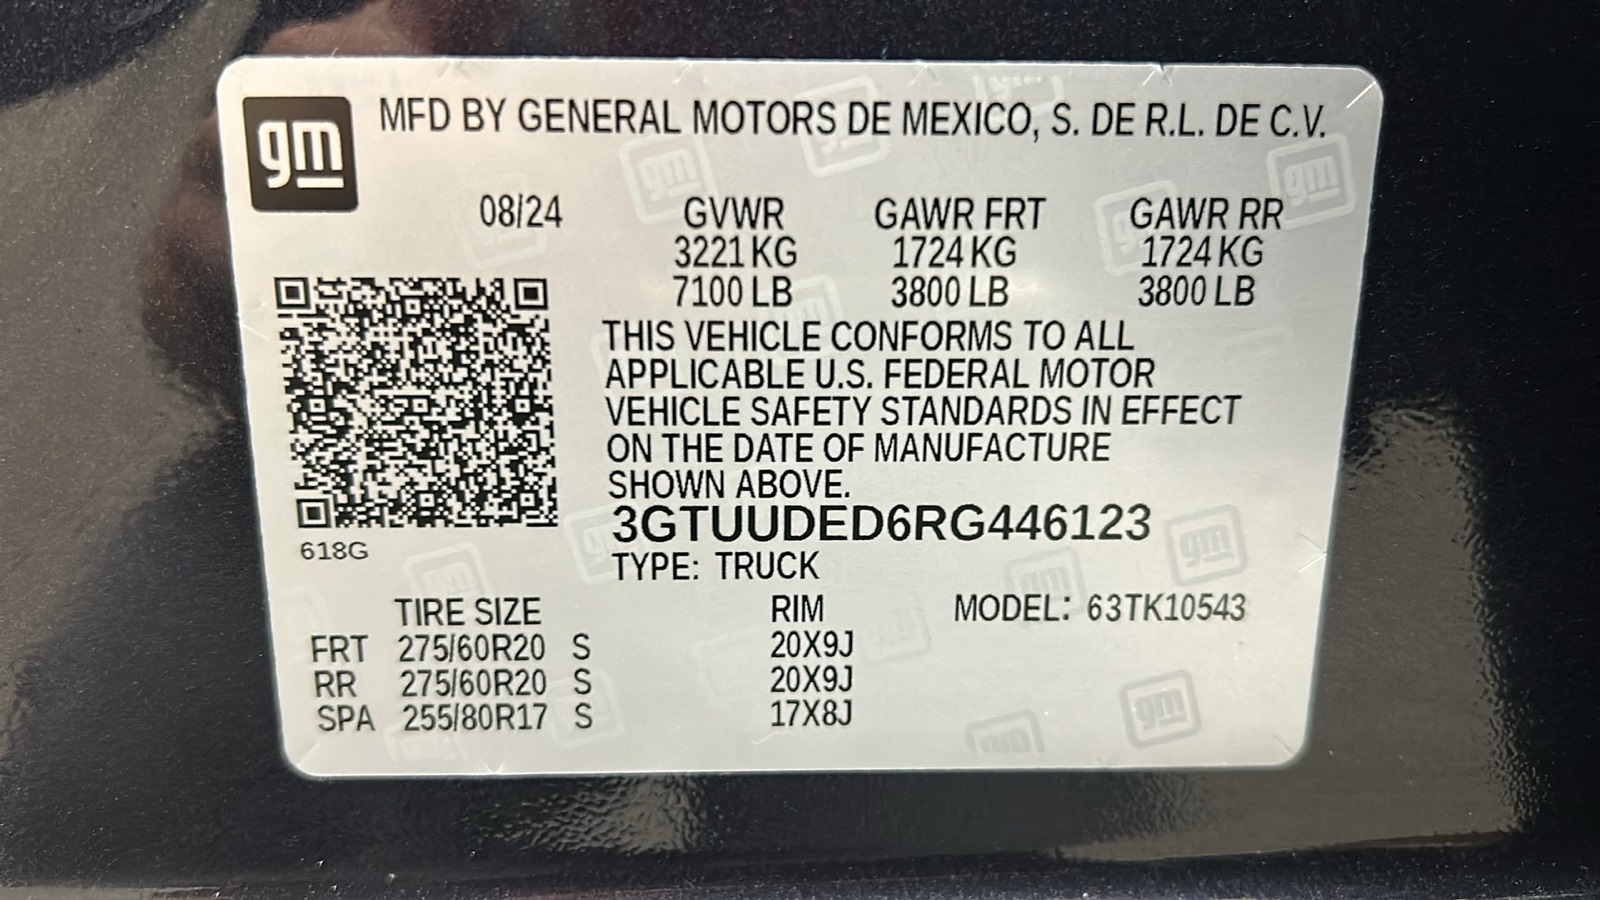 gm MFD BY GENERAL MOTORS DE MEXICO, S. DE R.L. DE C.V.
08/24 GVWR GAWR FRT GAWR RR
3221 KG 1724 KG 1724 KG
7100 LB 3800 LB 3800 LB
THIS VEHICLE CONFORMS TO ALL
APPLICABLE U.S. FEDERAL MOTOR
VEHICLE SAFETY STANDARDS IN EFFECT
ON THE DATE OF MANUFACTURE
SHOWN ABOVE.
3GTUUDED6RG446123
618G
TYPE: TRUCK
TIRE SIZE RIM MODEL: 63TK10543
FRT 275/60R20 S 20X9J
RR 275/60R20 S 20X9J
SPA 255/80R17 S 17X8J